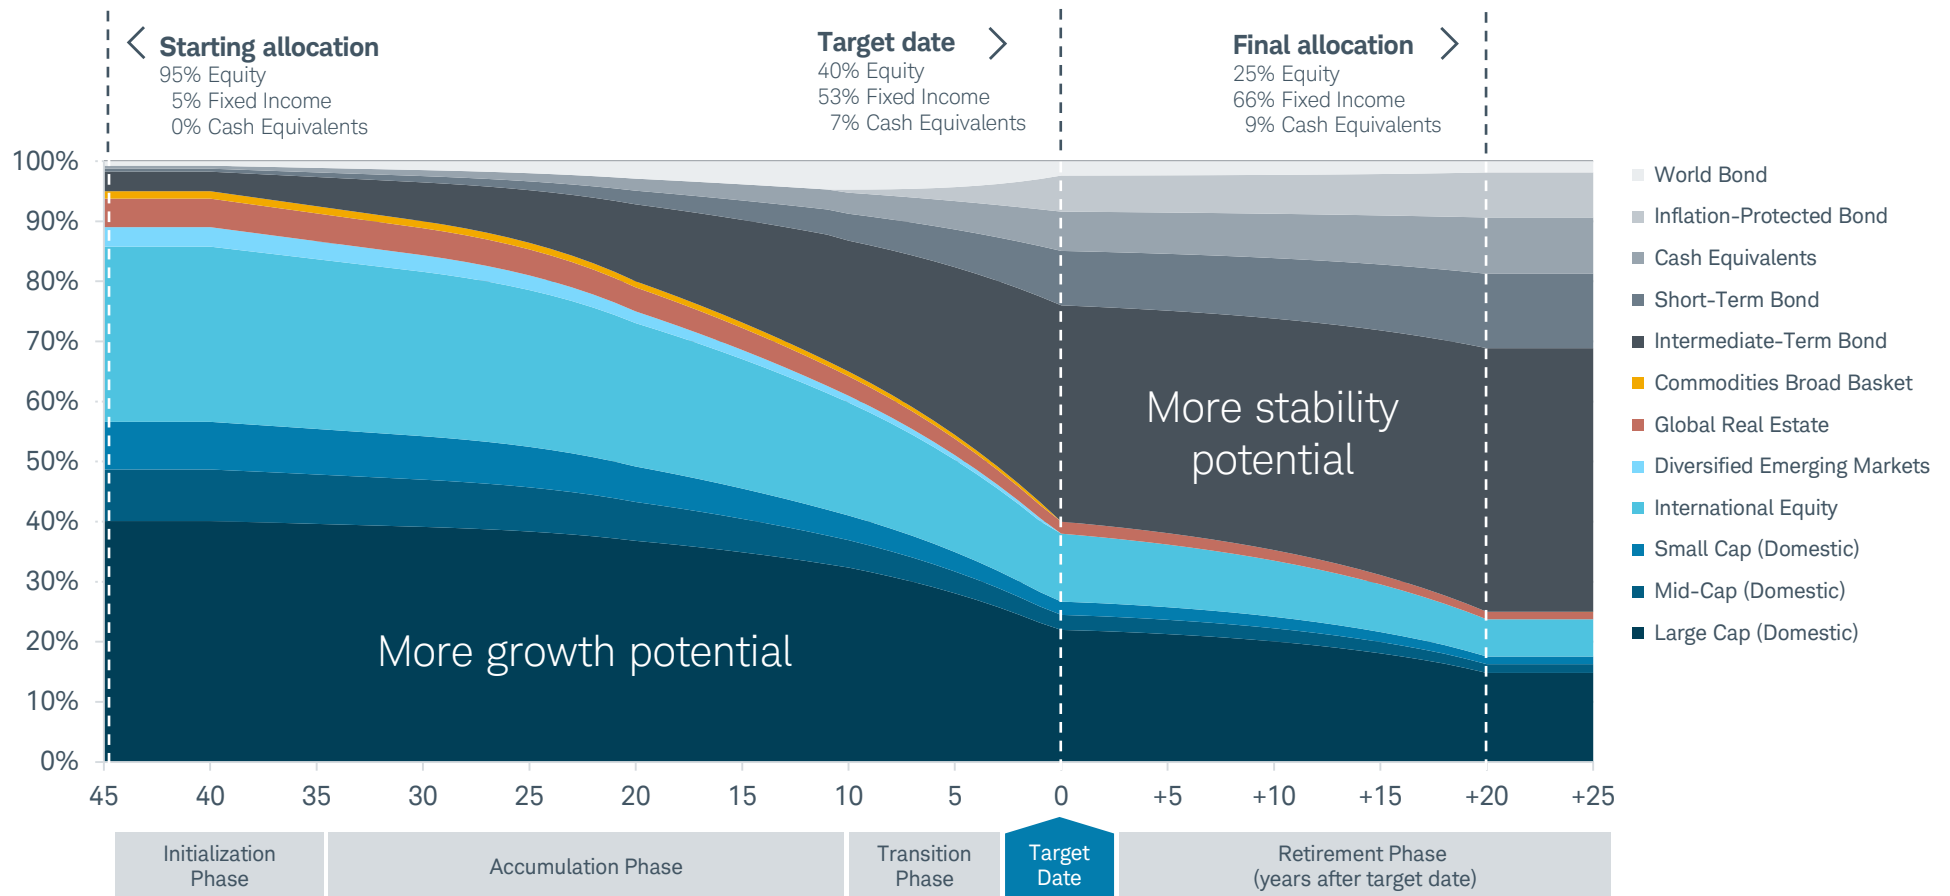 Starting allocation
95% Equity
5% Fixed Income
0% Cash Equivalents
Target date
40% Equity
53% Fixed Income
7% Cash Equivalents
Final allocation
25% Equity
66% Fixed Income
9% Cash Equivalents
100%
90%
80%
70%
60%
50%
40%
30%
20%
10%
0%
More growth potential
More stability
potential
World Bond
Inflation-Protected Bond
Cash Equivalents
Short-Term Bond
Intermediate-Term Bond
Commodities Broad Basket
Global Real Estate
Diversified Emerging Markets
International Equity
Small Cap (Domestic)
Mid-Cap (Domestic)
Large Cap (Domestic)
45 40 35 30 25 20 15 10 5 0 +5 +10 +15 +20 +25
Initialization
Phase
Accumulation Phase
Transition
Phase
Target
Date
Retirement Phase
(years after target date)